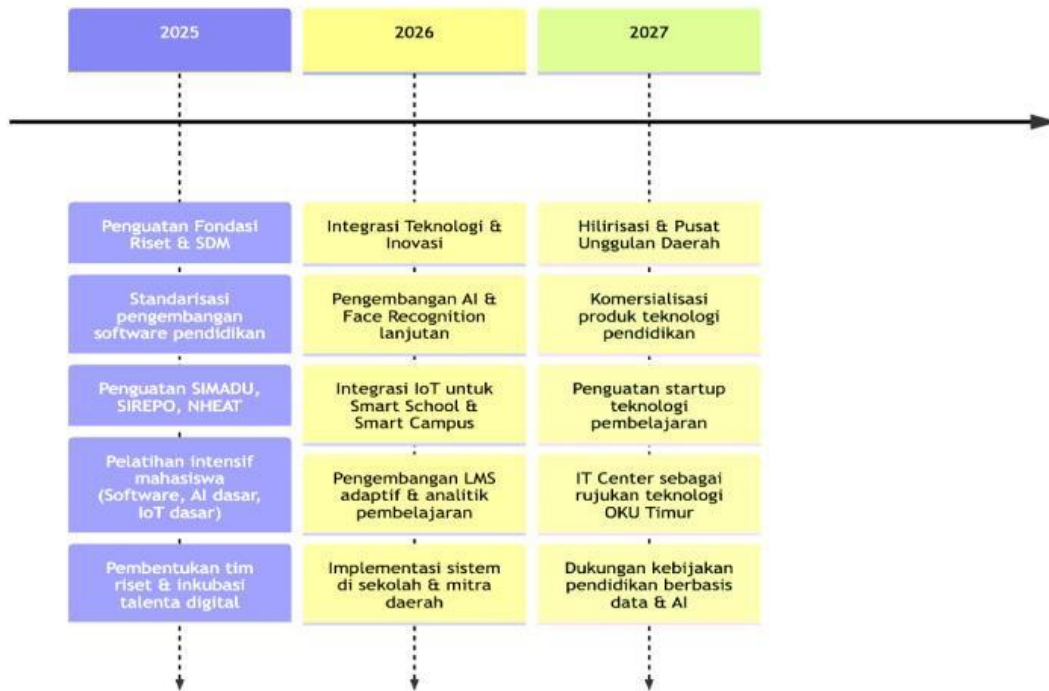 2025
2026
2027
Penguatan Fondasi
Riset & SDM
Standarisasi
pengembangan
software pendidikan
Penguatan SIMADU,
SIREPO, NHEAT
Pelatihan intensif
mahasiswa
(Software, AI dasar,
IoT dasar)
Pembentukan tim
riset & inkubasi
talenta digital
Integrasi Teknologi &
Inovasi
Pengembangan AI &
Face Recognition
lanjutan
Integrasi IoT untuk
Smart School &
Smart Campus
Pengembangan LMS
adaptif & analitik
pembelajaran
Implementasi sistem
di sekolah & mitra
daerah
Hilirisasi & Pusat
Unggulan Daerah
Komersialisasi
produk teknologi
pendidikan
Penguatan startup
teknologi
pembelajaran
IT Center sebagai
rujukan teknologi
OKU Timur
Dukungan kebijakan
pendidikan berbasis
data & AI